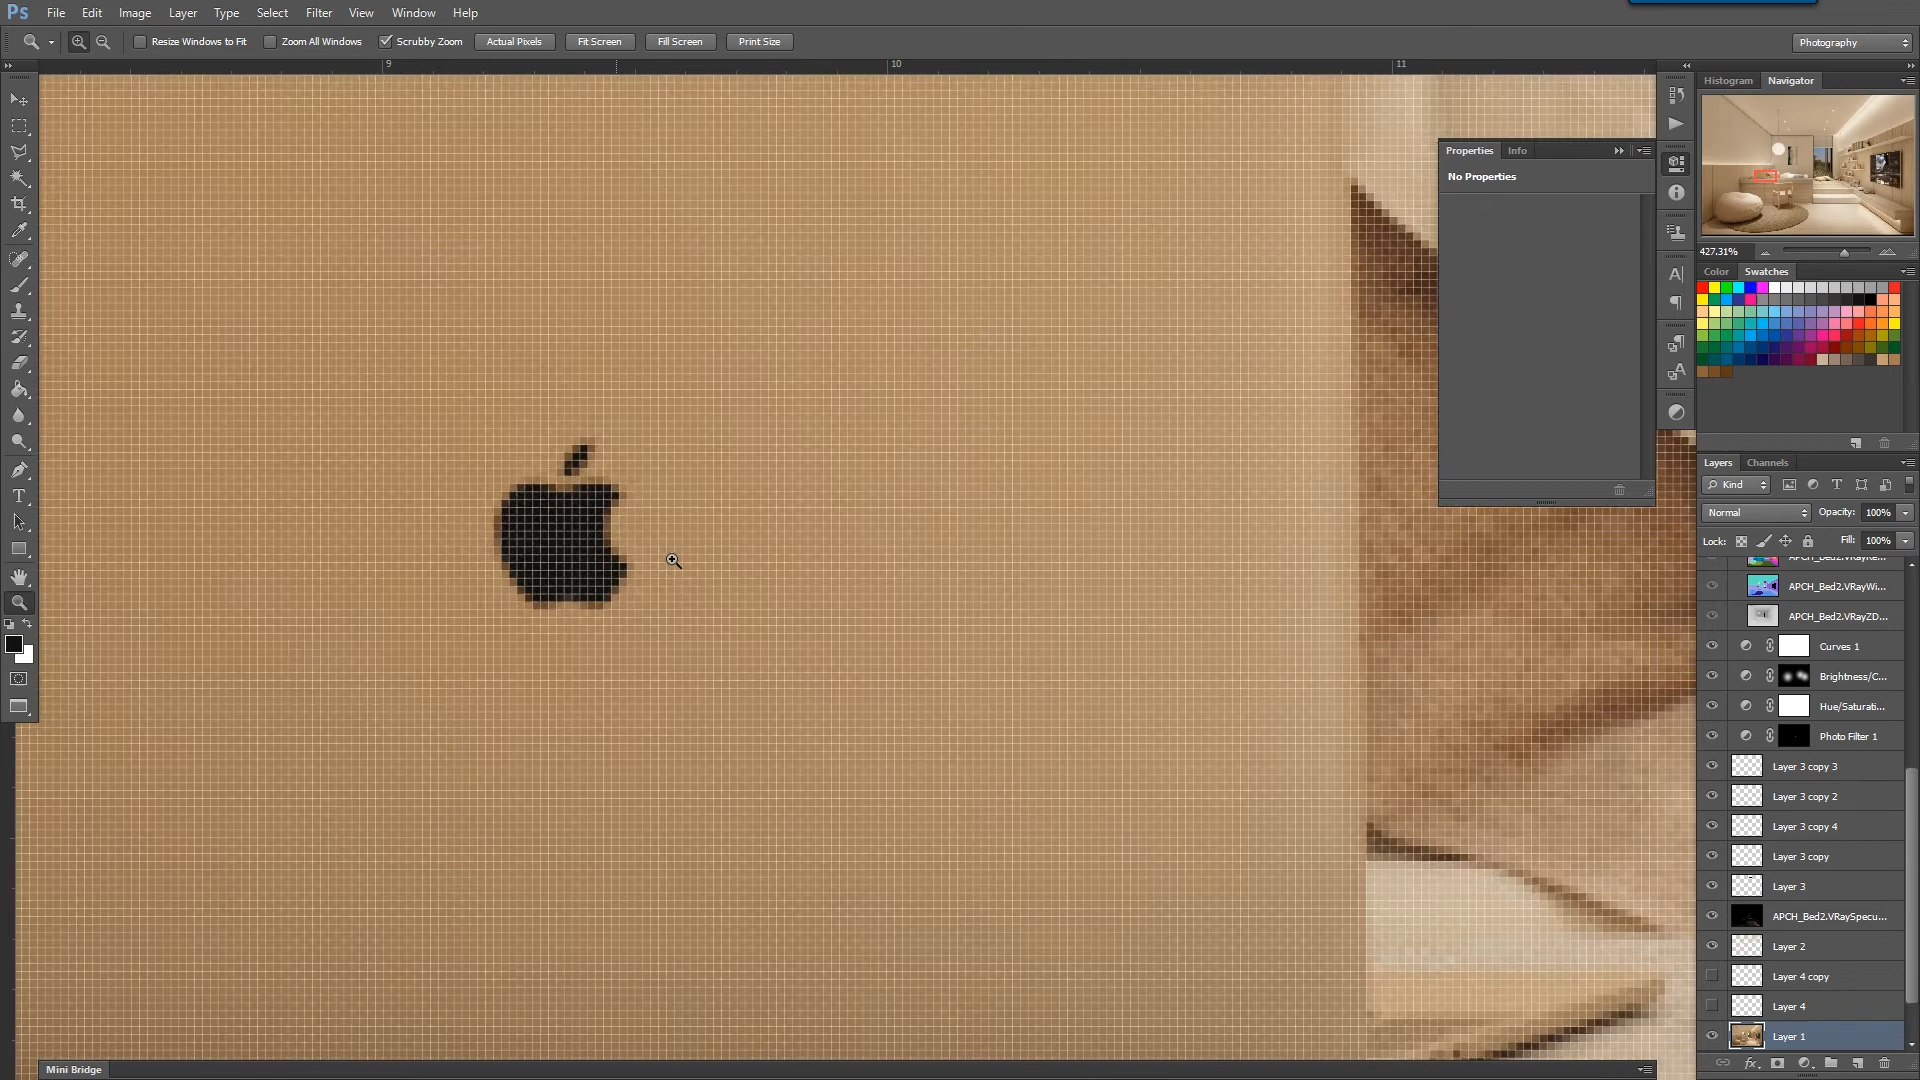 Ps File Edit Image Layer Type Select Filter View Window Help
Resize Windows to Fit Zoom All Windows Scrubby Zoom Actual Pixels Fit Screen Fill Screen Print Size Photography
9 10 11
Histogram Navigator
427.31%
Properties Info
No Properties
Color Swatches
Layers Channels
Kind
Normal Opacity: 100%
Lock: Fill: 100%
APCH_Bed2.VRayWi...
APCH_Bed2.VRayZD...
Curves 1
Brightness/C...
Hue/Saturati...
Photo Filter 1
Layer 3 copy 3
Layer 3 copy 2
Layer 3 copy 4
Layer 3 copy
Layer 3
APCH_Bed2.VRaySpecu...
Layer 2
Layer 4 copy
Layer 4
Layer 1
Mini Bridge